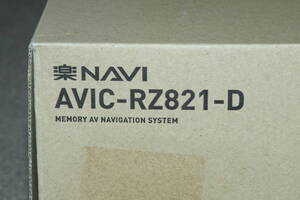 楽NAVI
AVIC-RZ821-D
MEMORY AV NAVIGATION SYSTEM